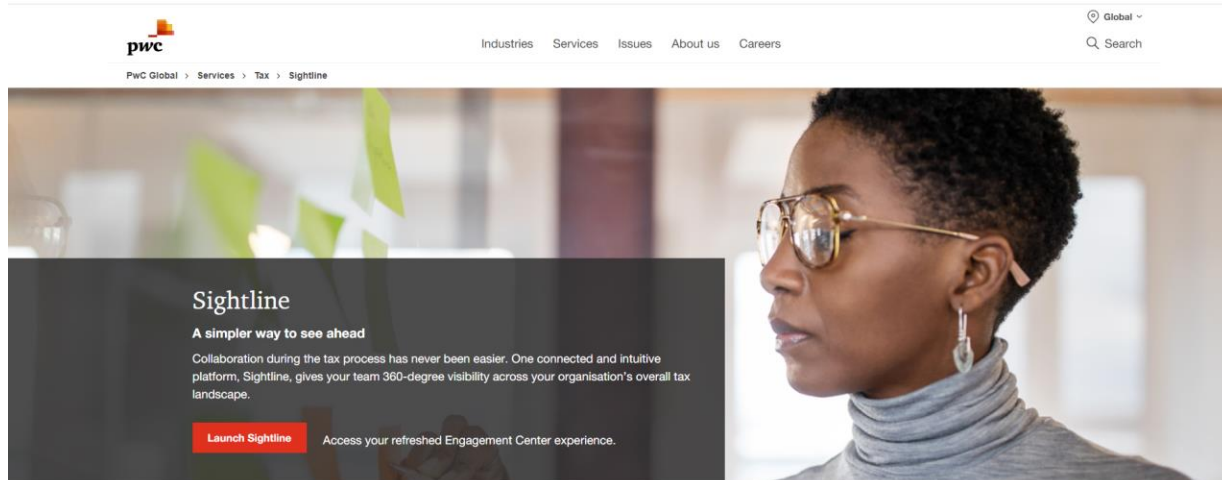 Global
pwc
Industries Services Issues About us Careers
Search
PwC Global > Services > Tax > Sightline
Sightline
A simpler way to see ahead
Collaboration during the tax process has never been easier. One connected and intuitive
platform, Sightline, gives your team 360-degree visibility across your organisation's overall tax
landscape.
Launch Sightline
Access your refreshed Engagement Center experience.